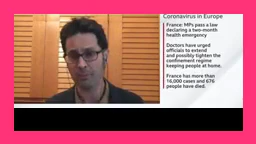 Coronavirus in Europe
France: MPs pass a law
declaring a two-month
health emergency
Doctors have urged
officials to extend
and possibly tighten the
confinement regime
keeping people at home.
France has more than
16,000 cases and 676
people have died.